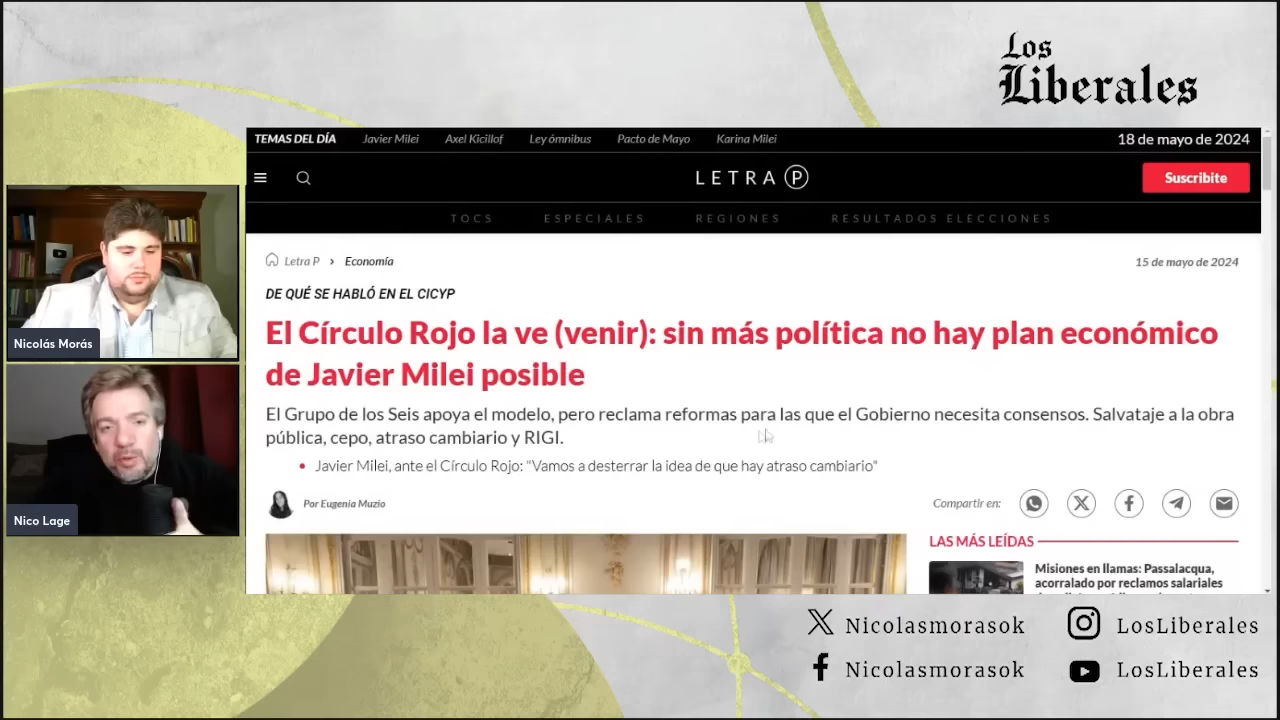 Los
Liberales
TEMAS DEL DÍA Javier Milei Axel Kicillof Ley ómnibus Pacto de Mayo Karina Milei 18 de mayo de 2024
LETRA P Suscribite
TOCS ESPECIALES REGIONES RESULTADOS ELECCIONES
Letra P › Economía 15 de mayo de 2024
DE QUÉ SE HABLÓ EN EL CICYP
El Círculo Rojo la ve (venir): sin más política no hay plan económico
de Javier Milei posible
El Grupo de los Seis apoya el modelo, pero reclama reformas para las que el Gobierno necesita consensos. Salvataje a la obra
pública, cepo, atraso cambiario y RIGI.
• Javier Milei, ante el Círculo Rojo: "Vamos a desterrar la idea de que hay atraso cambiario"
Por Eugenia Muzio Compartir en:
LAS MÁS LEÍDAS
Misiones en llamas: Passalacqua,
acorralado por reclamos salariales
Nicolás Morás
Nico Lage
Nicolasmorasok LosLiberales
Nicolasmorasok LosLiberales